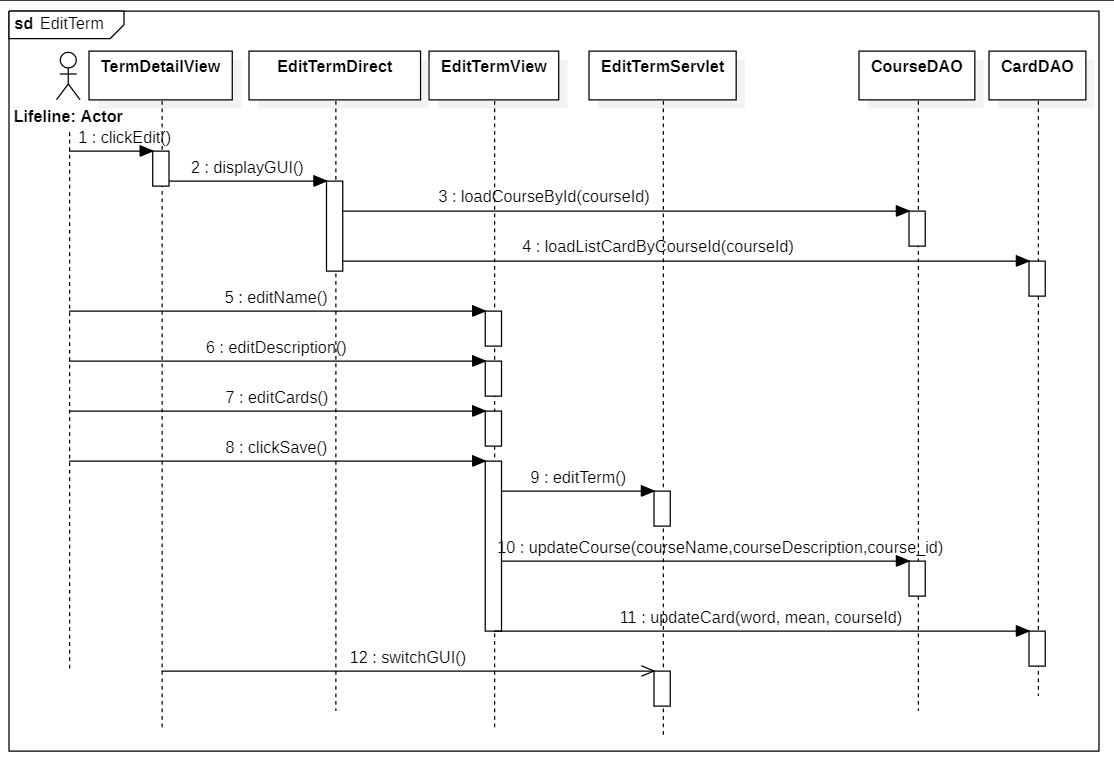 sd EditTerm
TermDetailView
EditTermDirect
EditTermView
EditTermServlet
CourseDAO
CardDAO
Lifeline: Actor
1 : clickEdit()
2 : displayGUI()
3 : loadCourseById(courseId)
4 : loadListCardByCourseId(courseId)
5 : editName()
6 : editDescription()
7 : editCards()
8 : clickSave()
9 : editTerm()
10 : updateCourse(courseName,courseDescription,course_id)
11 : updateCard(word, mean, courseId)
12 : switchGUI()